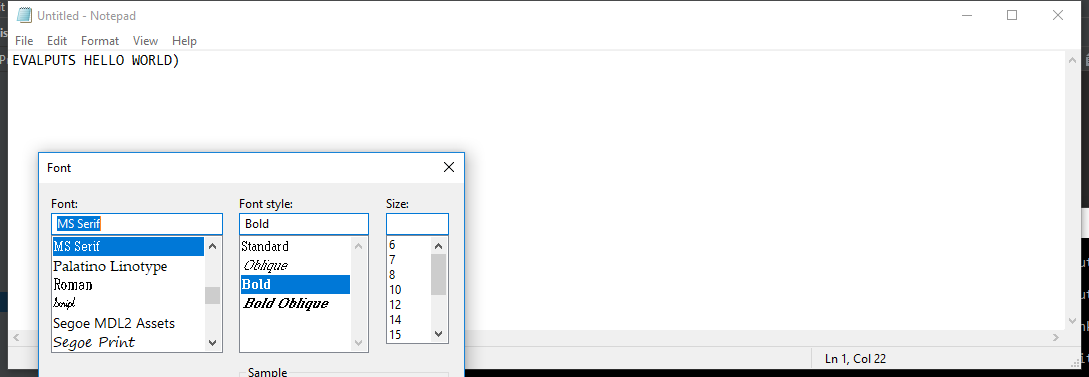 Untitled - Notepad
File Edit Format View Help
EVALPUTS HELLO WORLD)
Font
Font: Font style: Size:
MS Serif Bold
MS Serif Standard 6
Palatino Linotype Oblique 7
Roman Bold 8
Script Bold Oblique 10
Segoe MDL2 Assets 12
Segoe Print 14
15
Sample
Ln 1, Col 22